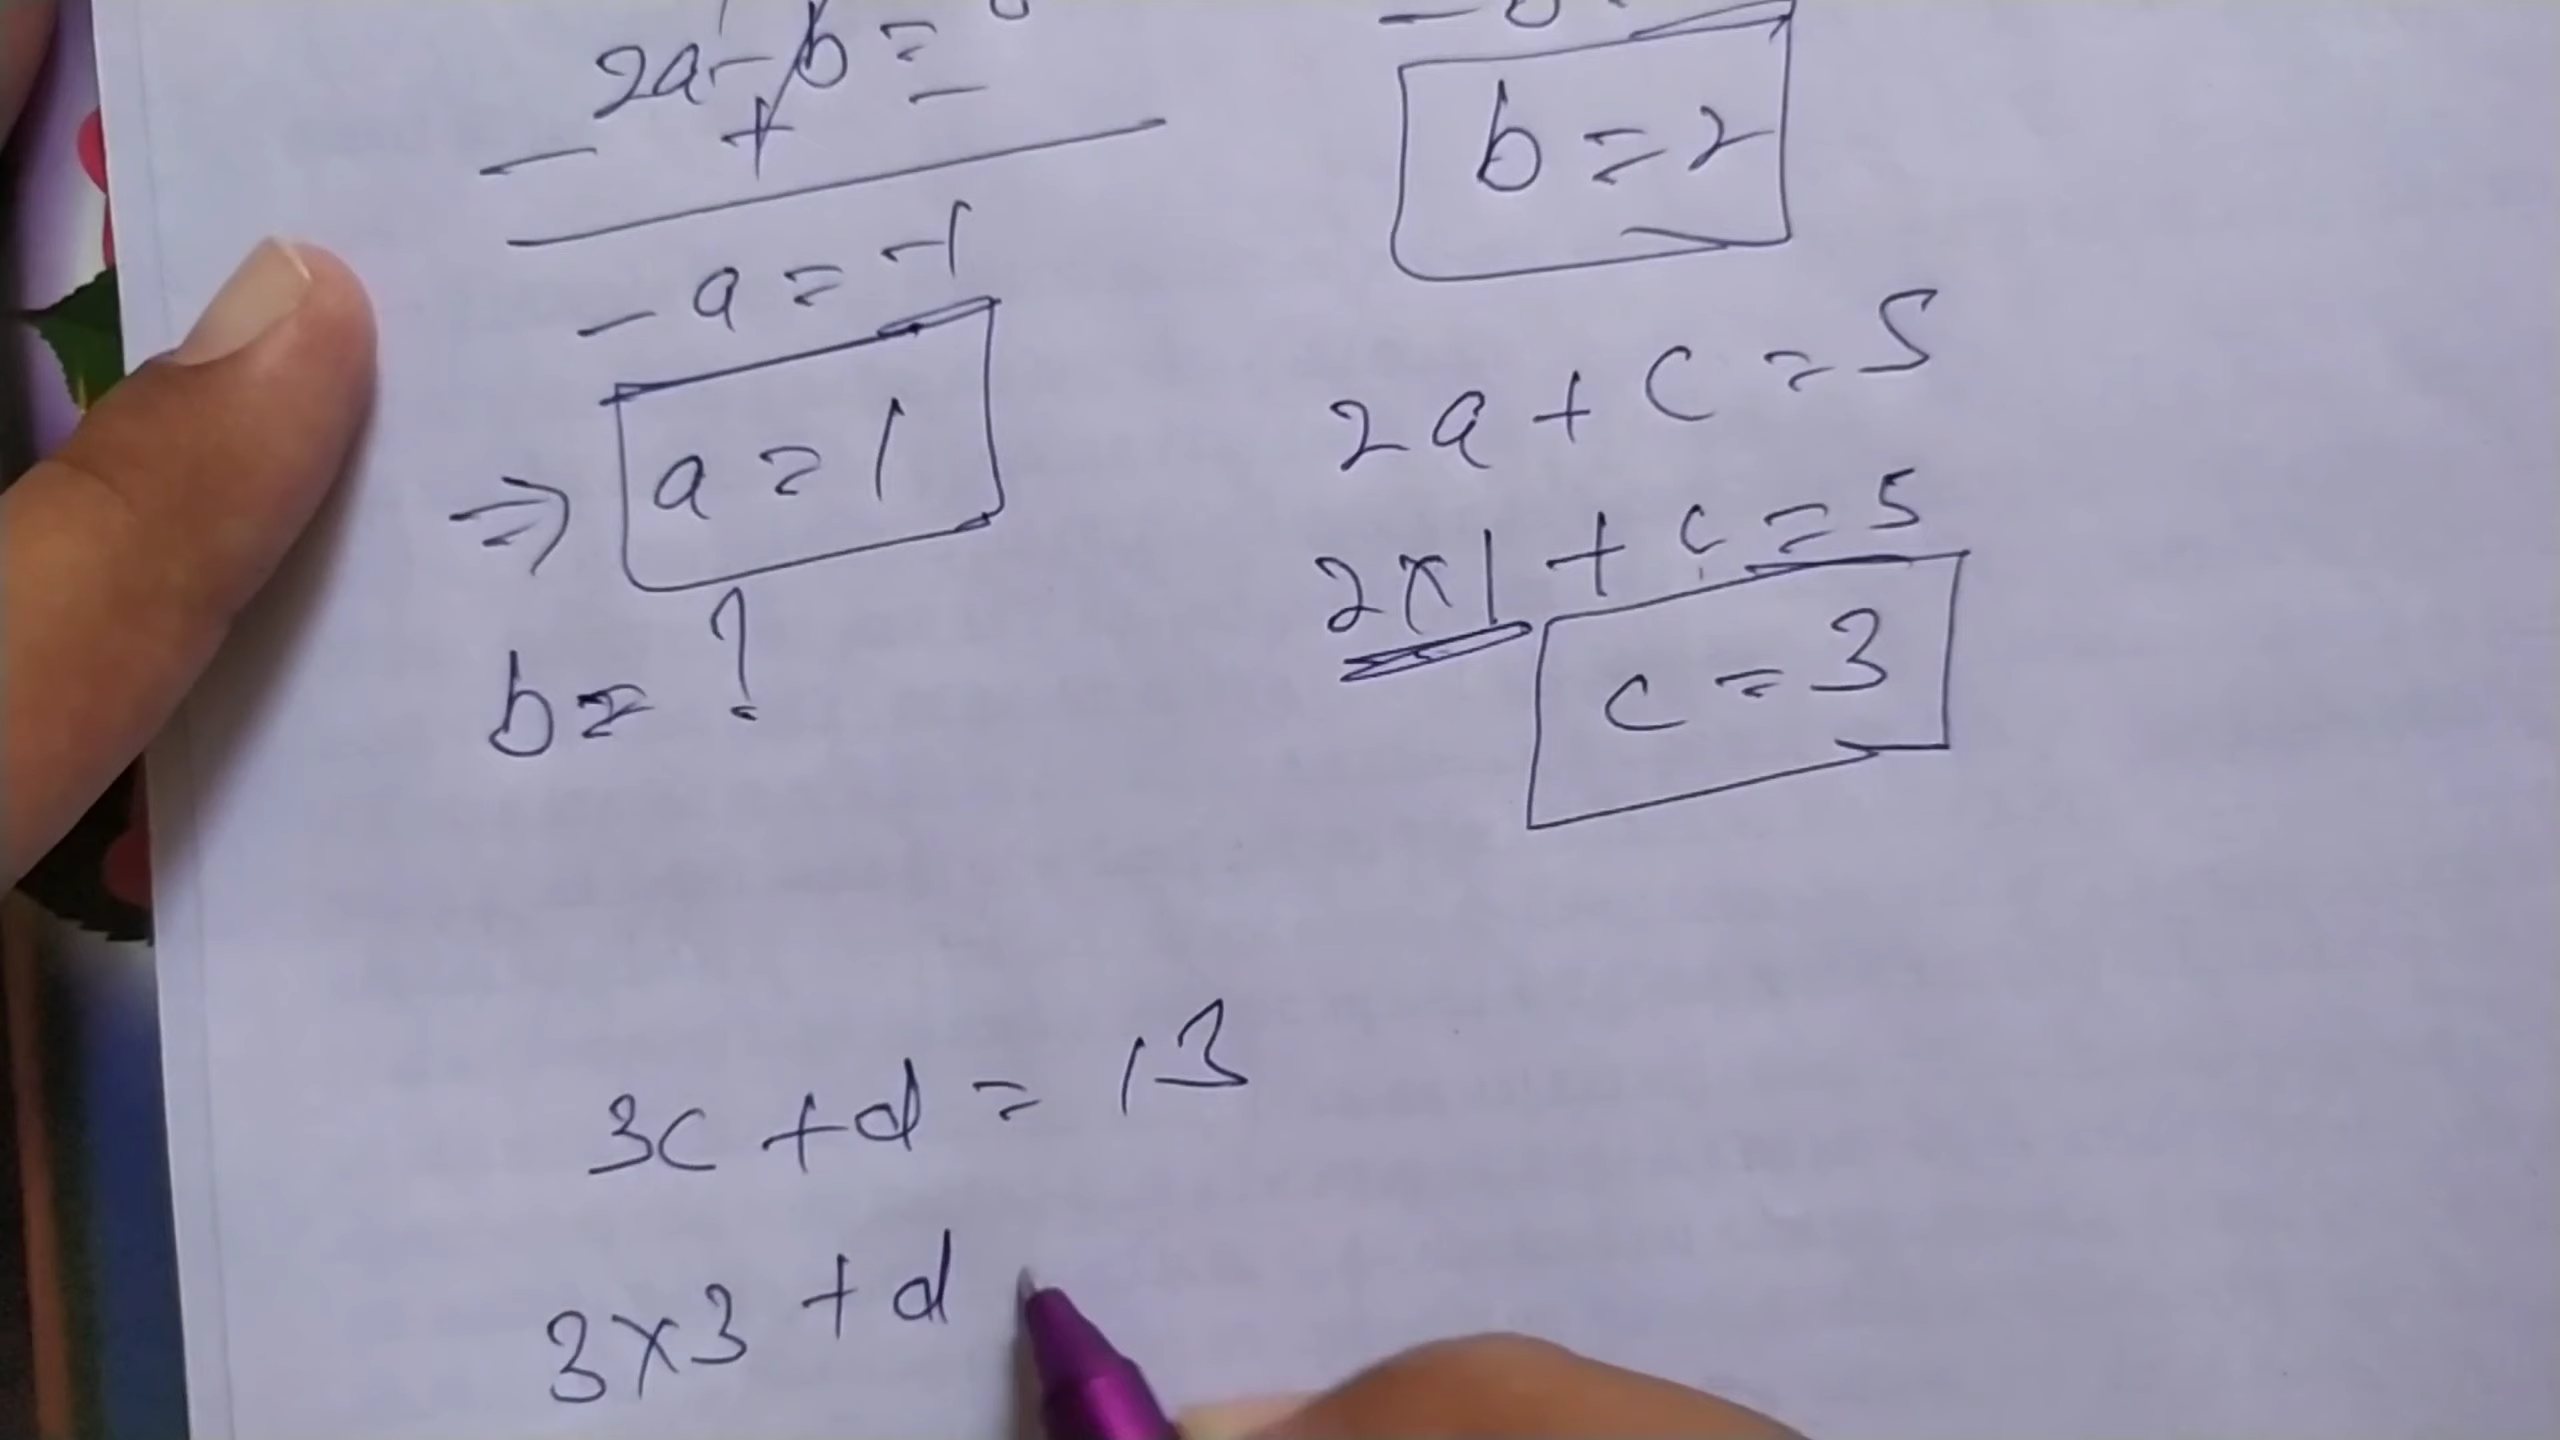 2a - b =
- +
-a = -1
⇒ a = 1
b = ?
b = 2
2a + c = 5
2×1 + c = 5
c = 3
3c + d = 13
3×3 + d